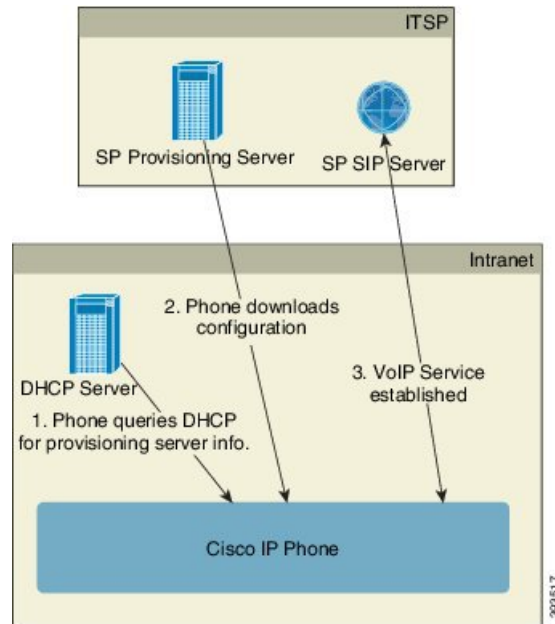 ITSP
SP Provisioning Server
SP SIP Server
Intranet
2. Phone downloads
configuration
DHCP Server
3. VoIP Service
established
1. Phone queries DHCP
for provisioning server info.
Cisco IP Phone
393517